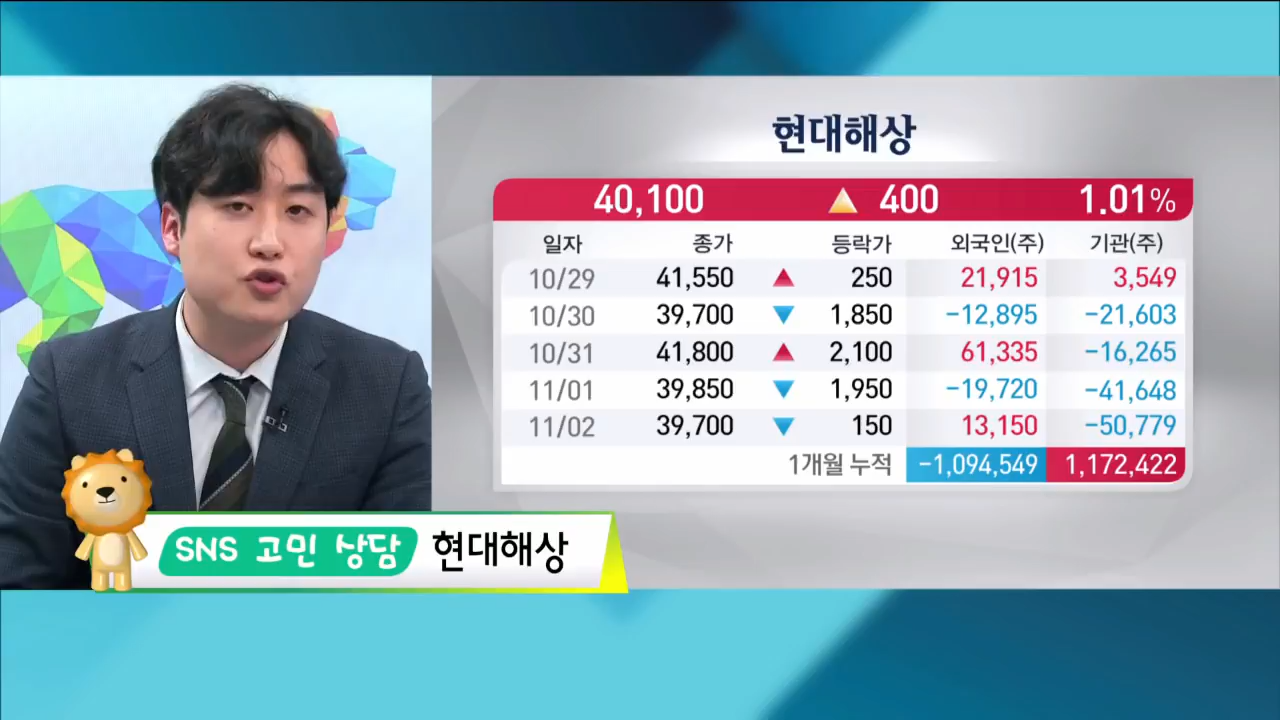 현대해상
40,100 ▲ 400 1.01%
일자 종가 등락가 외국인(주) 기관(주)
10/29 41,550 ▲ 250 21,915 3,549
10/30 39,700 ▼ 1,850 -12,895 -21,603
10/31 41,800 ▲ 2,100 61,335 -16,265
11/01 39,850 ▼ 1,950 -19,720 -41,648
11/02 39,700 ▼ 150 13,150 -50,779
1개월 누적 -1,094,549 1,172,422
SNS 고민 상담 현대해상